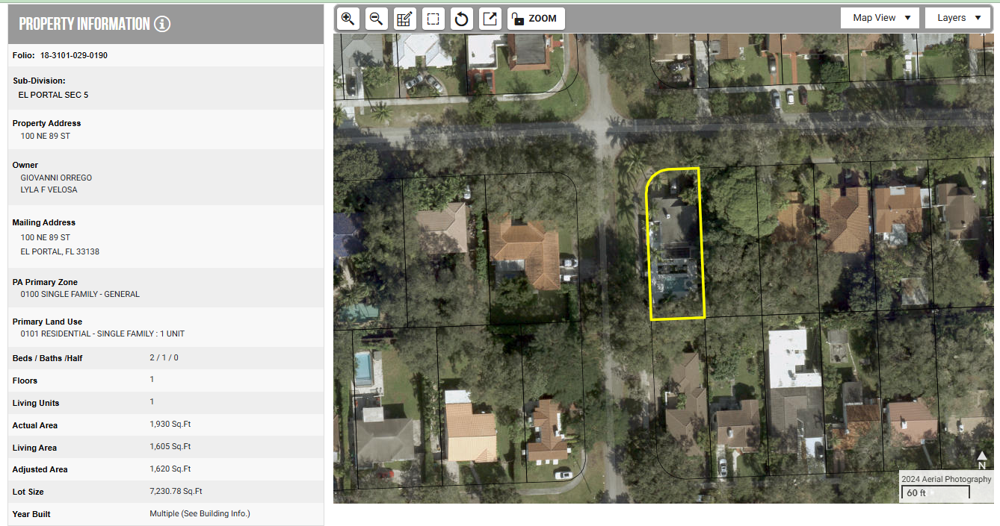 PROPERTY INFORMATION
Folio: 18-3101-029-0190
Sub-Division:
EL PORTAL SEC 5
Property Address
100 NE 89 ST
Owner
GIOVANNI ORREGO
LYLA F VELOSA
Mailing Address
100 NE 89 ST
EL PORTAL, FL 33138
PA Primary Zone
0100 SINGLE FAMILY - GENERAL
Primary Land Use
0101 RESIDENTIAL - SINGLE FAMILY : 1 UNIT
Beds / Baths /Half 2 / 1 / 0
Floors 1
Living Units 1
Actual Area 1,930 Sq.Ft
Living Area 1,605 Sq.Ft
Adjusted Area 1,620 Sq.Ft
Lot Size 7,230.78 Sq.Ft
Year Built Multiple (See Building Info.)
ZOOM
Map View
Layers
N
2024 Aerial Photography
60 ft